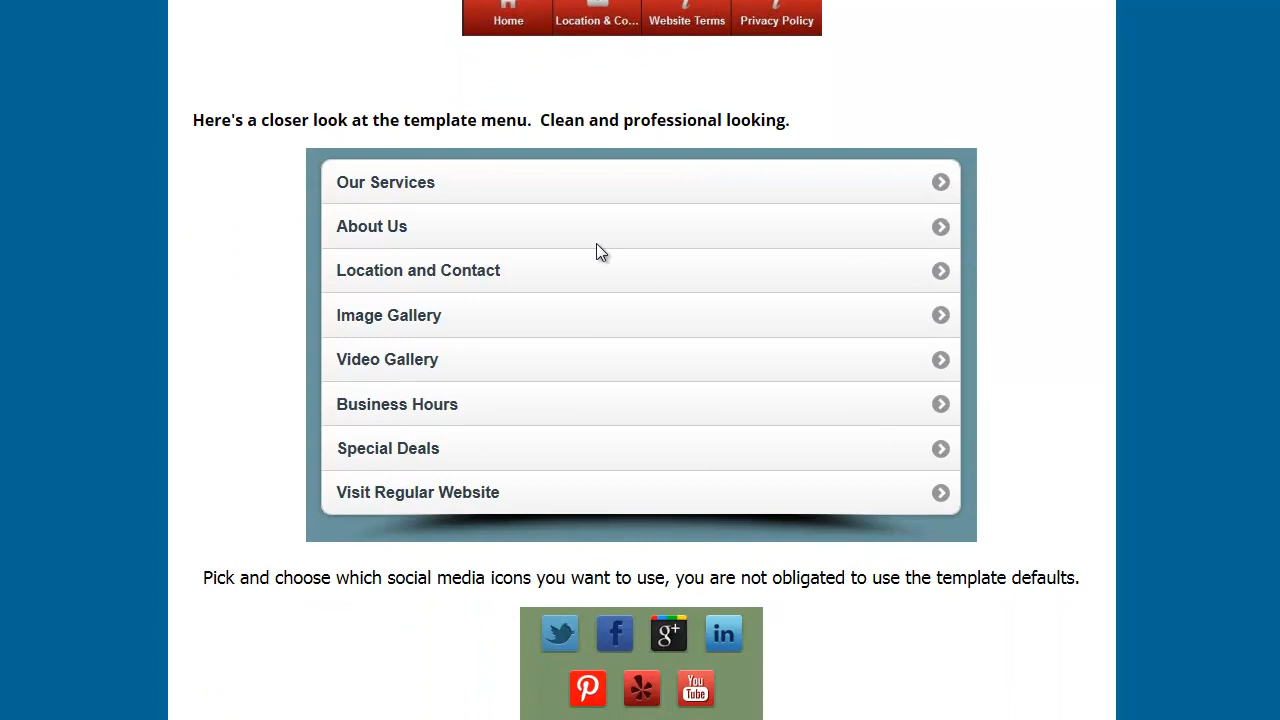 Home Location & Co... Website Terms Privacy Policy
Here's a closer look at the template menu.  Clean and professional looking.
Our Services
About Us
Location and Contact
Image Gallery
Video Gallery
Business Hours
Special Deals
Visit Regular Website
Pick and choose which social media icons you want to use, you are not obligated to use the template defaults.
f g+ in
You
Tube